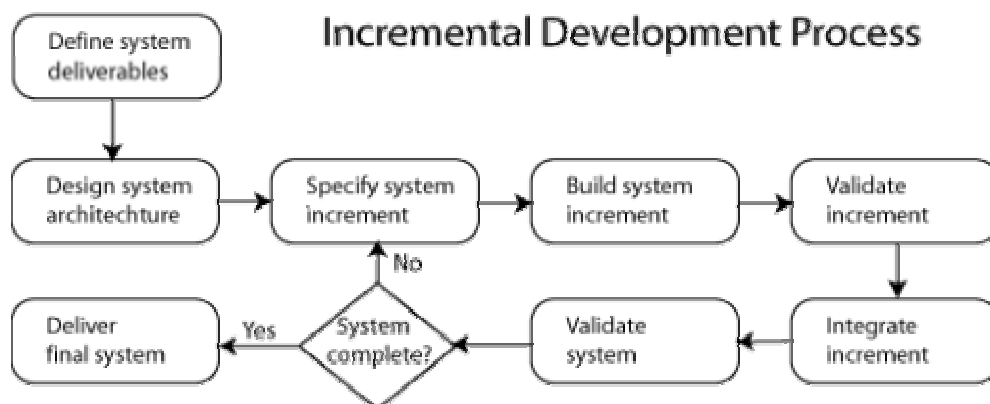 Incremental Development Process
Define system
deliverables
Design system
architechture
Specify system
increment
Build system
increment
Validate
increment
No
Deliver
final system
Yes
System
complete?
Validate
system
Integrate
increment